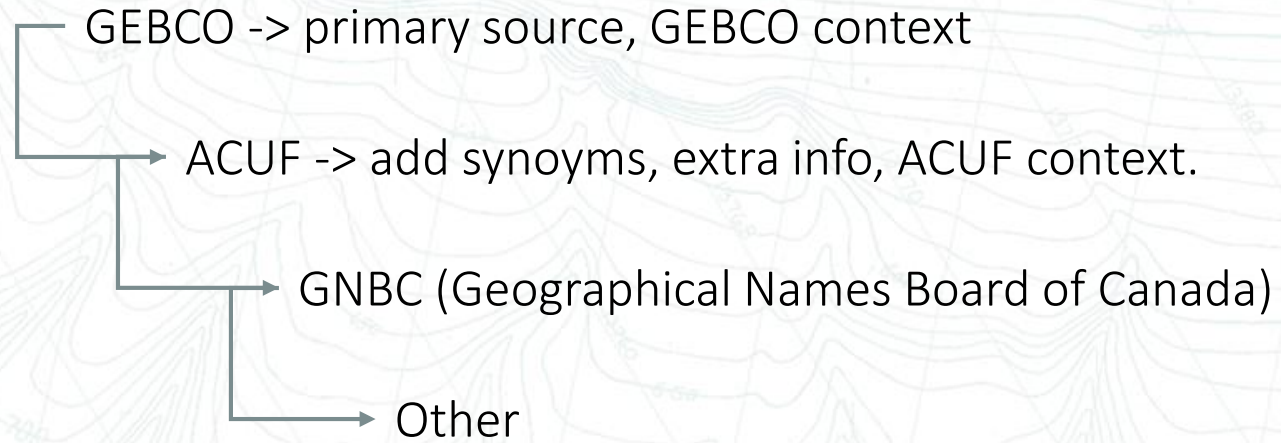 GEBCO -> primary source, GEBCO context
ACUF -> add synoyms, extra info, ACUF context.
GNBC (Geographical Names Board of Canada)
Other